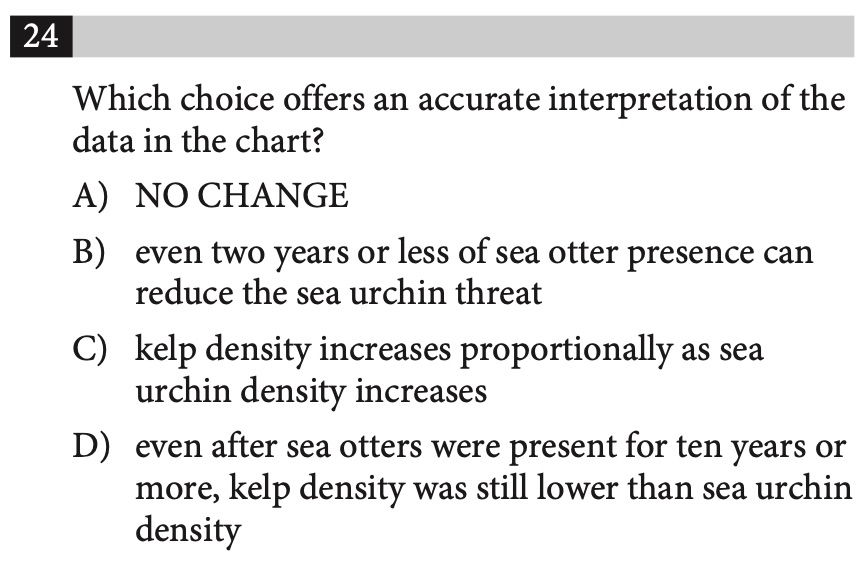 24
Which choice offers an accurate interpretation of the
data in the chart?
A) NO CHANGE
B) even two years or less of sea otter presence can
reduce the sea urchin threat
C) kelp density increases proportionally as sea
urchin density increases
D) even after sea otters were present for ten years or
more, kelp density was still lower than sea urchin
density